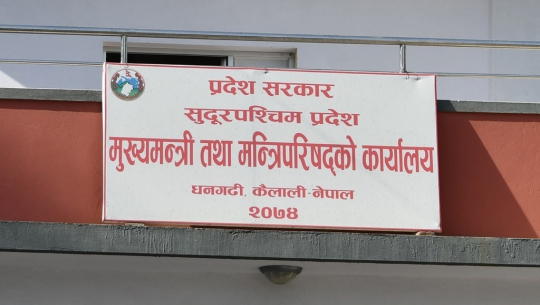 प्रदेश सरकार
सुदूरपश्चिम प्रदेश
मुख्यमन्त्री तथा मन्त्रिपरिषद्को कार्यालय
धनगढी, कैलाली-नेपाल
२०७४